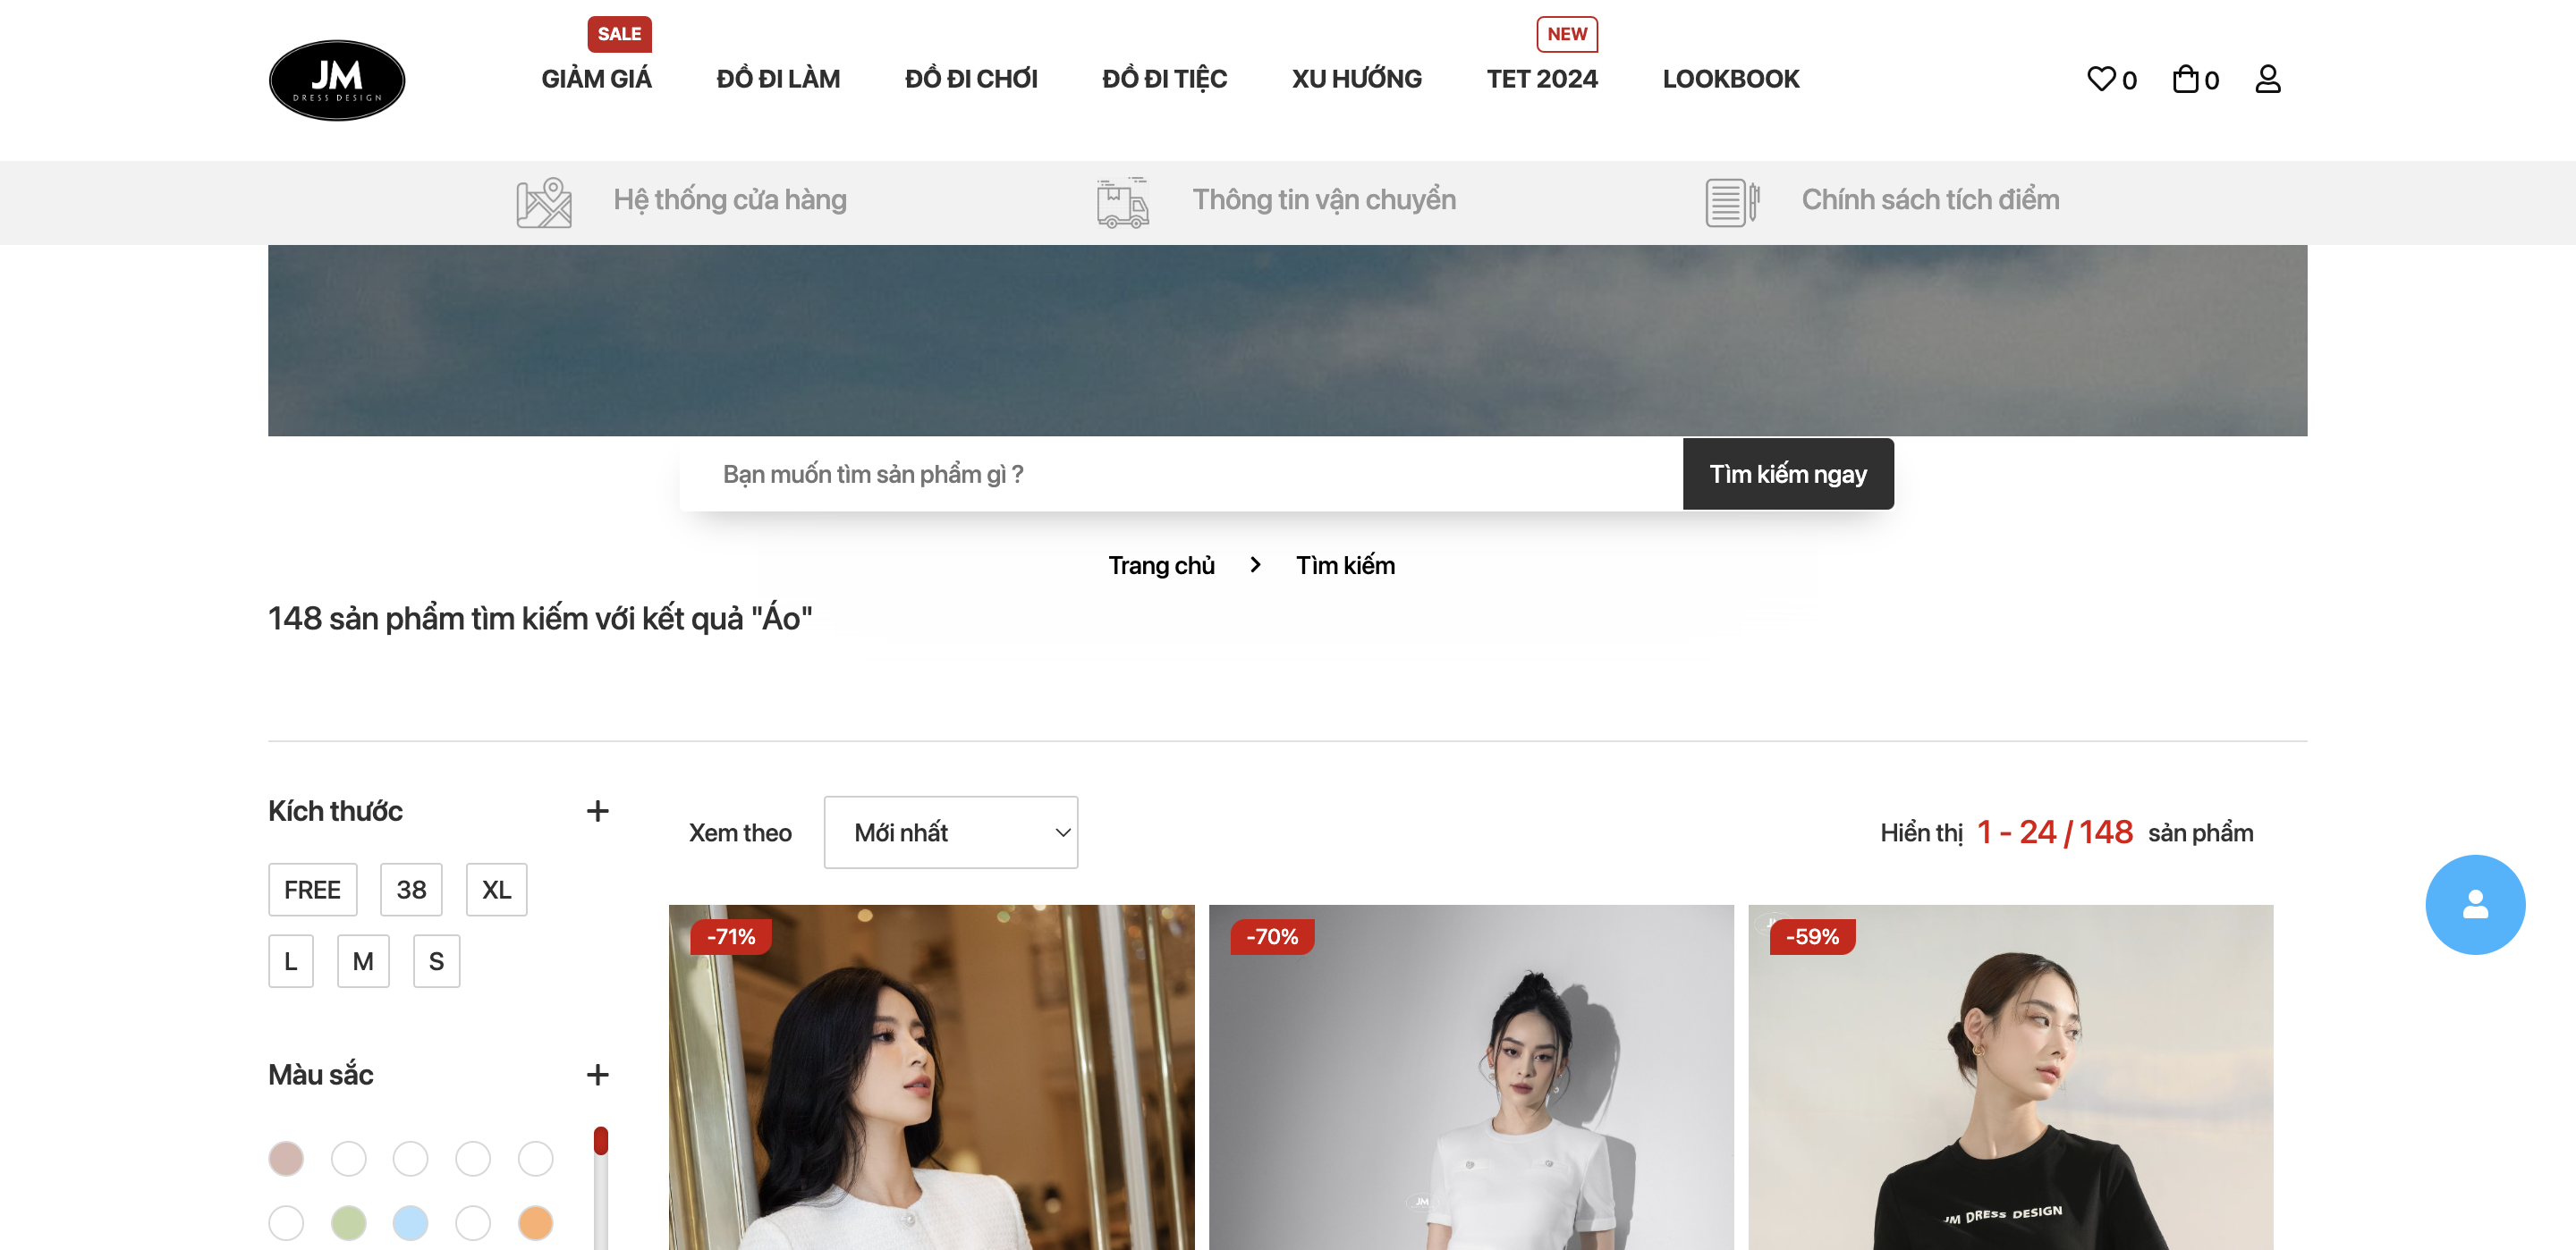 SALE
NEW
JM
DRESS DESIGN
GIẢM GIÁ ĐỒ ĐI LÀM ĐỒ ĐI CHƠI ĐỒ ĐI TIỆC XU HƯỚNG TET 2024 LOOKBOOK
0 0
Hệ thống cửa hàng Thông tin vận chuyển Chính sách tích điểm
Bạn muốn tìm sản phẩm gì ? Tìm kiếm ngay
Trang chủ > Tìm kiếm
148 sản phẩm tìm kiếm với kết quả "Áo"
Kích thước +
FREE 38 XL
L M S
Màu sắc +
Xem theo Mới nhất
Hiển thị 1 - 24 / 148 sản phẩm
-71% -70% -59%
JM
JM DRESS DESIGN